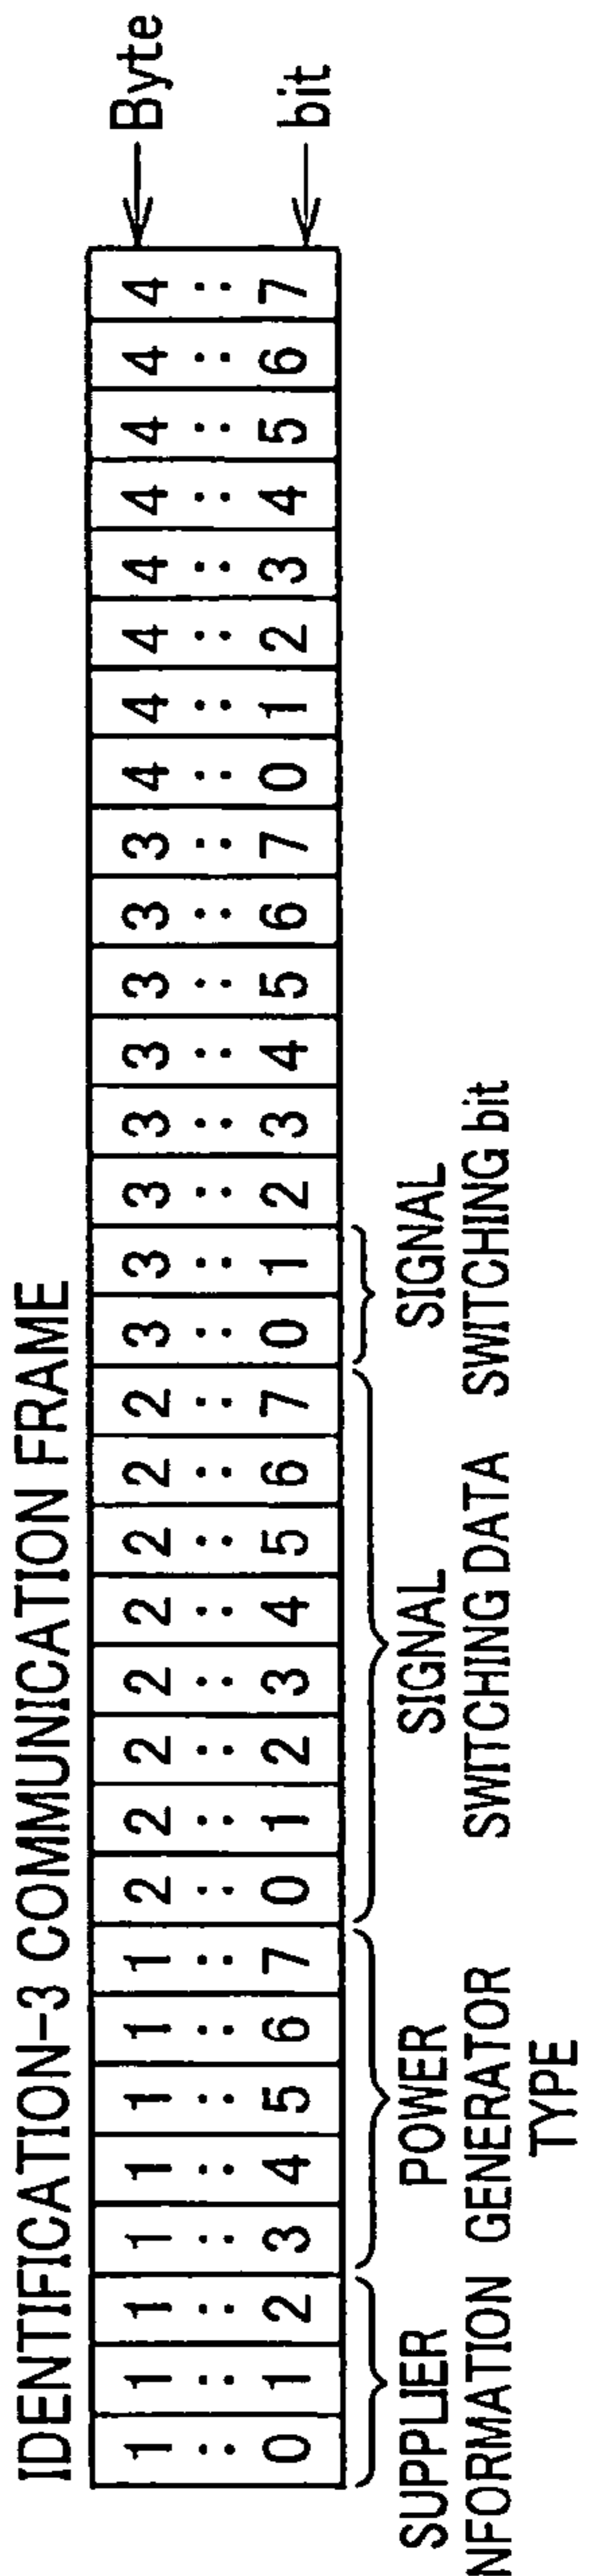 IDENTIFICATION-3 COMMUNICATION FRAME
1 1 1 1 1 1 1 1 2 2 2 2 2 2 2 2 3 3 3 3 3 3 3 3 4 4 4 4 4 4 4 4 Byte
: : : : : : : : : : : : : : : : : : : : : : : : : : : : : : : :
0 1 2 3 4 5 6 7 0 1 2 3 4 5 6 7 0 1 2 3 4 5 6 7 0 1 2 3 4 5 6 7 bit
SUPPLIER
NFORMATION
POWER
GENERATOR
TYPE
SIGNAL
SWITCHING DATA
SIGNAL
SWITCHING bit